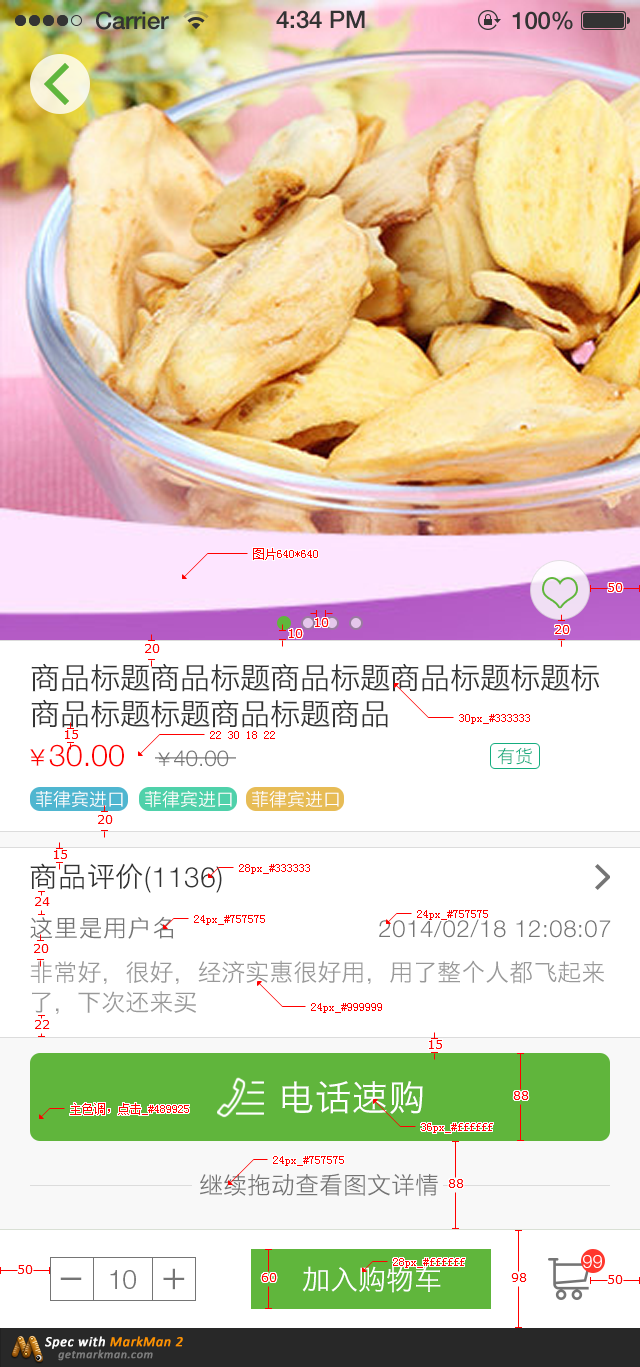 Carrier 4:34 PM 100%
图片640*640
50
20
10
10
20
商品标题商品标题商品标题商品标题标题标
商品标题标题商品标题商品
30px_#333333
15
22 30 18 22
¥30.00 ¥40.00 有货
菲律宾进口 菲律宾进口 菲律宾进口
20
15
商品评价(1136)
28px_#333333
24
24px_#757575 24px_#757575
这里是用户名 2014/02/18 12:08:07
20
非常好，很好，经济实惠很好用，用了整个人都飞起来
了，下次还来买
24px_#999999
22
15
电话速购
88
主色调，点击_#489925
36px_#ffffff
24px_#757575
继续拖动查看图文详情
88
50
10
60
加入购物车
28px_#ffffff
98
99
50
Spec with MarkMan 2
getmarkman.com